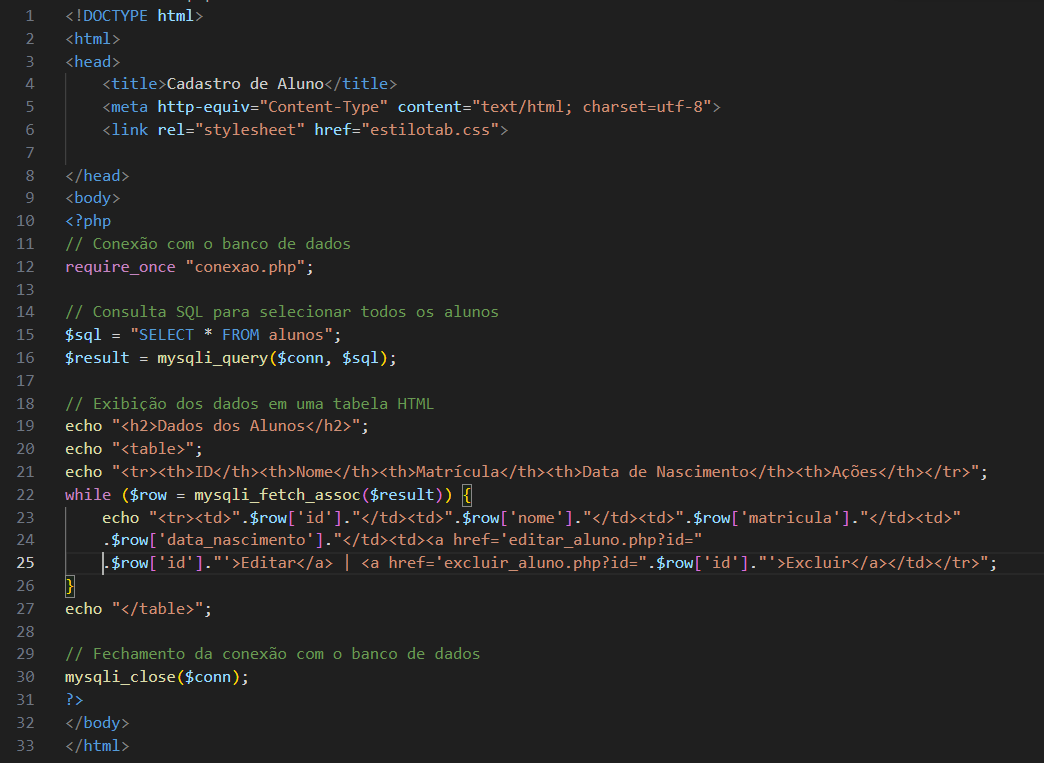 1 <!DOCTYPE html>
2 <html>
3 <head>
4     <title>Cadastro de Aluno</title>
5     <meta http-equiv="Content-Type" content="text/html; charset=utf-8">
6     <link rel="stylesheet" href="estilotab.css">
7
8 </head>
9 <body>
10 <?php
11 // Conexão com o banco de dados
12 require_once "conexao.php";
13
14 // Consulta SQL para selecionar todos os alunos
15 $sql = "SELECT * FROM alunos";
16 $result = mysqli_query($conn, $sql);
17
18 // Exibição dos dados em uma tabela HTML
19 echo "<h2>Dados dos Alunos</h2>";
20 echo "<table>";
21 echo "<tr><th>ID</th><th>Nome</th><th>Matrícula</th><th>Data de Nascimento</th><th>Ações</th></tr>";
22 while ($row = mysqli_fetch_assoc($result)) {
23     echo "<tr><td>".$row['id']."</td><td>".$row['nome']."</td><td>".$row['matricula']."</td><td>"
24     .$row['data_nascimento']."</td><td><a href='editar_aluno.php?id="
25     .$row['id']."'>Editar</a> | <a href='excluir_aluno.php?id=".$row['id']."'>Excluir</a></td></tr>";
26 }
27 echo "</table>";
28
29 // Fechamento da conexão com o banco de dados
30 mysqli_close($conn);
31 ?>
32 </body>
33 </html>